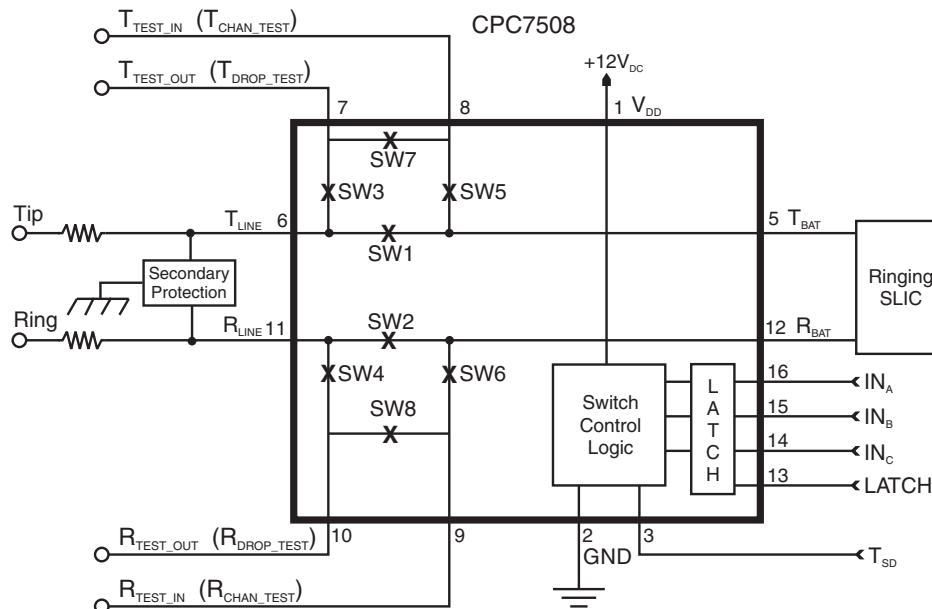 T_TEST_IN (T_CHAN_TEST)
CPC7508
T_TEST_OUT (T_DROP_TEST)
+12V_DC
7
8
1 V_DD
SW7
SW3
SW5
Tip
T_LINE 6
SW1
5 T_BAT
Secondary
Protection
Ringing
SLIC
Ring
R_LINE 11
SW2
12 R_BAT
SW4
SW6
SW8
Switch
Control
Logic
L
A
T
C
H
16 IN_A
15 IN_B
14 IN_C
13 LATCH
10
9
2
3
GND
T_SD
R_TEST_OUT (R_DROP_TEST)
R_TEST_IN (R_CHAN_TEST)